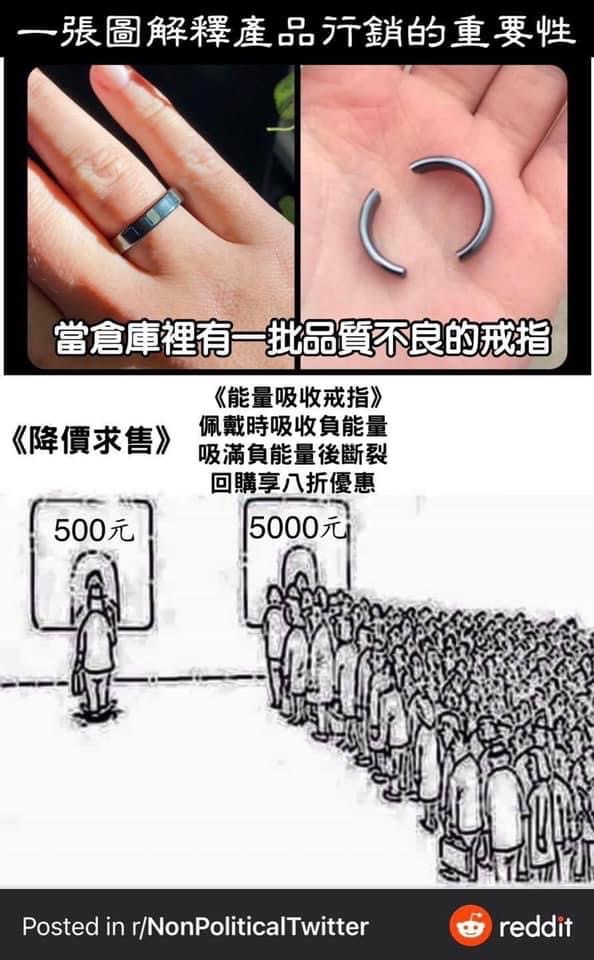 一張圖解釋產品行銷的重要性
當倉庫裡有一批品質不良的戒指
《降價求售》
《能量吸收戒指》
佩戴時吸收負能量
吸滿負能量後斷裂
回購享八折優惠
500元
5000元
Posted in r/NonPoliticalTwitter
reddit